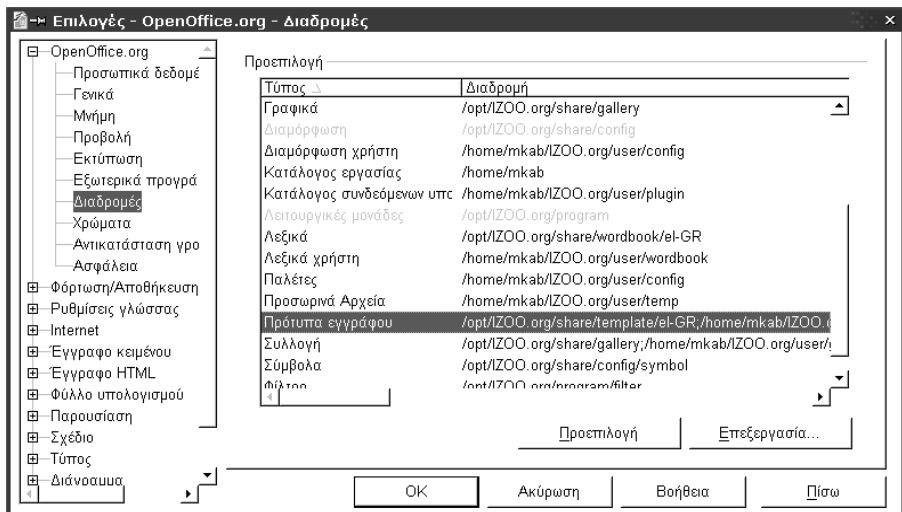 Επιλογές - OpenOffice.org - Διαδρομές
OpenOffice.org
Προσωπικά δεδομέ
Γενικά
Μνήμη
Προβολή
Εκτύπωση
Εξωτερικά προγρά
Διαδρομές
Χρώματα
Αντικατάσταση γρο
Ασφάλεια
Φόρτωση/Αποθήκευση
Ρυθμίσεις γλώσσας
Internet
Έγγραφο κειμένου
Έγγραφο HTML
Φύλλο υπολογισμού
Παρουσίαση
Σχέδιο
Τύπος
Διάγραμμα
Προεπιλογή
Τύπος Διαδρομή
Γραφικά /opt/IZOO.org/share/gallery
Διαμόρφωση /opt/IZOO.org/share/config
Διαμόρφωση χρήστη /home/mkab/IZOO.org/user/config
Κατάλογος εργασίας /home/mkab
Κατάλογος συνδεόμενων υπο /home/mkab/IZOO.org/user/plugin
Λειτουργικές μονάδες /opt/IZOO.org/program
Λεξικά /opt/IZOO.org/share/wordbook/el-GR
Λεξικά χρήστη /home/mkab/IZOO.org/user/wordbook
Παλέτες /home/mkab/IZOO.org/user/config
Προσωρινά Αρχεία /home/mkab/IZOO.org/user/temp
Πρότυπα εγγράφου /opt/IZOO.org/share/template/el-GR;/home/mkab/IZOO.
Συλλογή /opt/IZOO.org/share/gallery;/home/mkab/IZOO.org/user/
Σύμβολα /opt/IZOO.org/share/config/symbol
Φίλτρα /opt/IZOO.org/program/filter
Προεπιλογή Επεξεργασία...
OK Ακύρωση Βοήθεια Πίσω